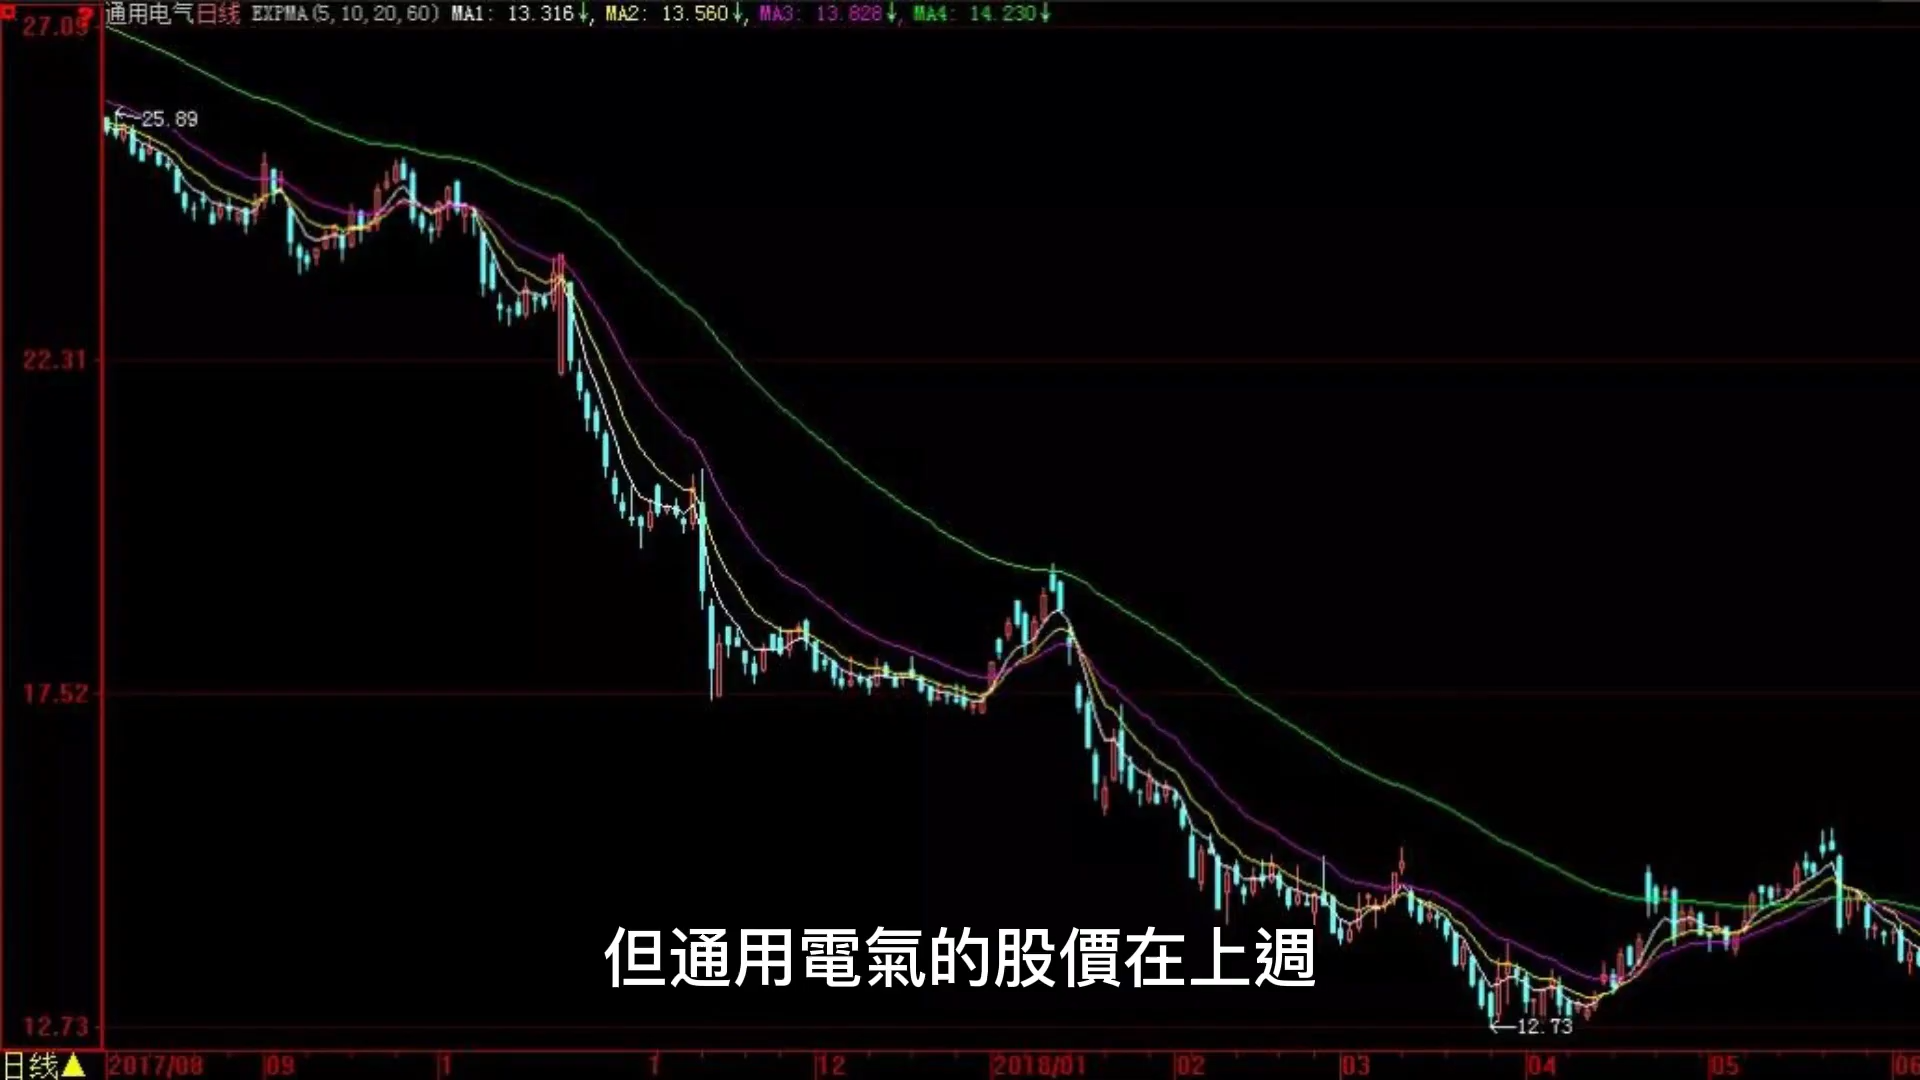 通用电气日线 EXPMA(5,10,20,60) MA1: 13.316↓, MA2: 13.560↓, MA3: 13.828↓, MA4: 14.230↓
27.09
25.89
22.31
17.52
但通用電氣的股價在上週
12.73
12.73
日线▲ 2017/08 09 1 1 12 2018/01 02 03 04 05 06